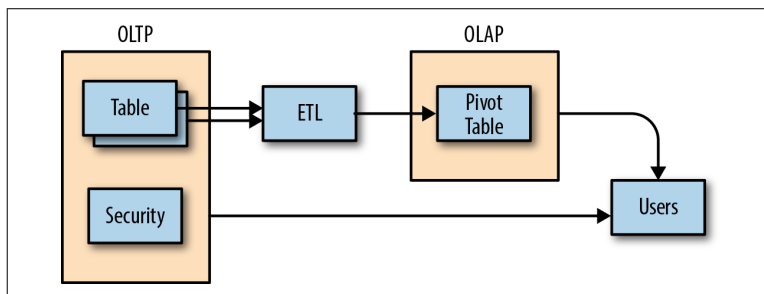 OLTP
OLAP
Table
ETL
Pivot
Table
Security
Users